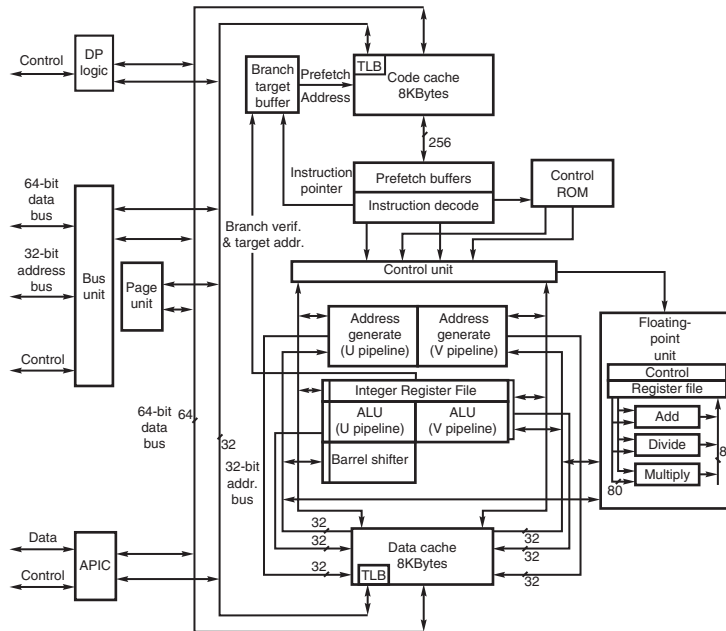 Control
DP
logic
Branch
target
buffer
Prefetch
Address
TLB
Code cache
8KBytes
256
Instruction
pointer
Prefetch buffers
Instruction decode
Control
ROM
64-bit
data
bus
32-bit
address
bus
Control
Bus
unit
Page
unit
Branch verif.
& target addr.
Control unit
Address
generate
(U pipeline)
Address
generate
(V pipeline)
Floating-
point
unit
Control
Register file
Add
Divide
Multiply
80
8
Integer Register File
ALU
(U pipeline)
ALU
(V pipeline)
Barrel shifter
64-bit
data
bus
64
32
32-bit
addr.
bus
32
32
32
32
32
32
Data cache
8KBytes
TLB
Data
Control
APIC